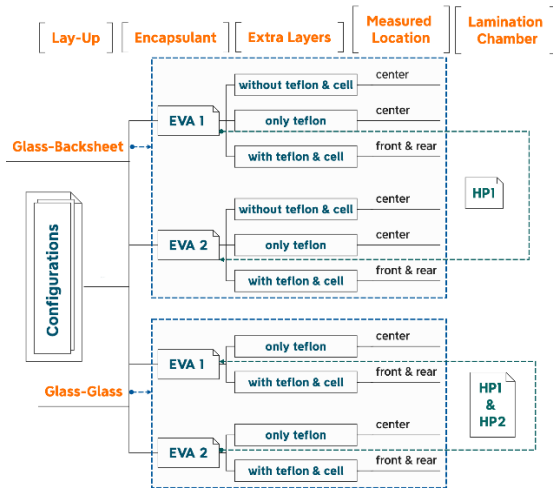 Lay-Up
Encapsulant
Extra Layers
Measured
Location
Lamination
Chamber
Glass-Backsheet
EVA 1
without teflon & cell
center
only teflon
center
with teflon & cell
front & rear
HP1
EVA 2
without teflon & cell
center
only teflon
center
with teflon & cell
front & rear
Configurations
Glass-Glass
EVA 1
only teflon
center
with teflon & cell
front & rear
HP1
&
HP2
EVA 2
only teflon
center
with teflon & cell
front & rear